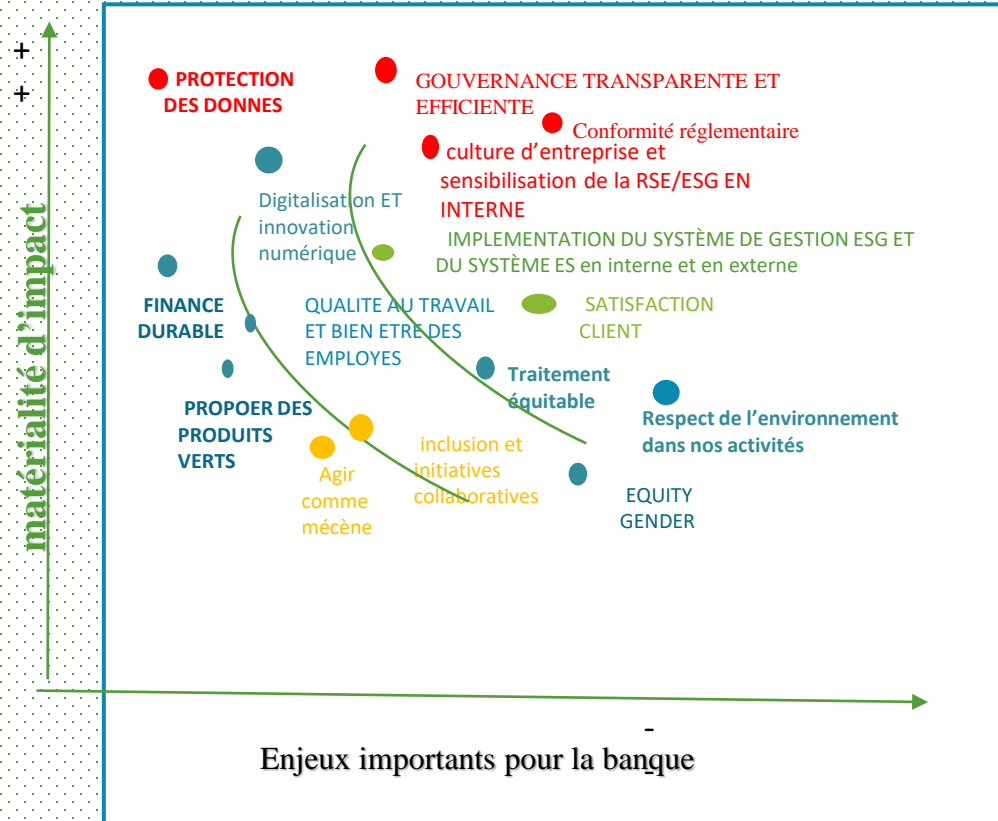 +
+
matérialité d'impact
PROTECTION
DES DONNES
GOUVERNANCE TRANSPARENTE ET
EFFICIENTE
Conformité réglementaire
culture d'entreprise et
sensibilisation de la RSE/ESG EN
INTERNE
Digitalisation ET
innovation
numérique
IMPLEMENTATION DU SYSTÈME DE GESTION ESG ET
DU SYSTÈME ES en interne et en externe
FINANCE
DURABLE
QUALITE AU TRAVAIL
ET BIEN ETRE DES
EMPLOYES
SATISFACTION
CLIENT
Traitement
équitable
Respect de l'environnement
dans nos activités
PROPOER DES
PRODUITS
VERTS
inclusion et
initiatives
collaboratives
Agir
comme
mécène
EQUITY
GENDER
-
-
Enjeux importants pour la banque